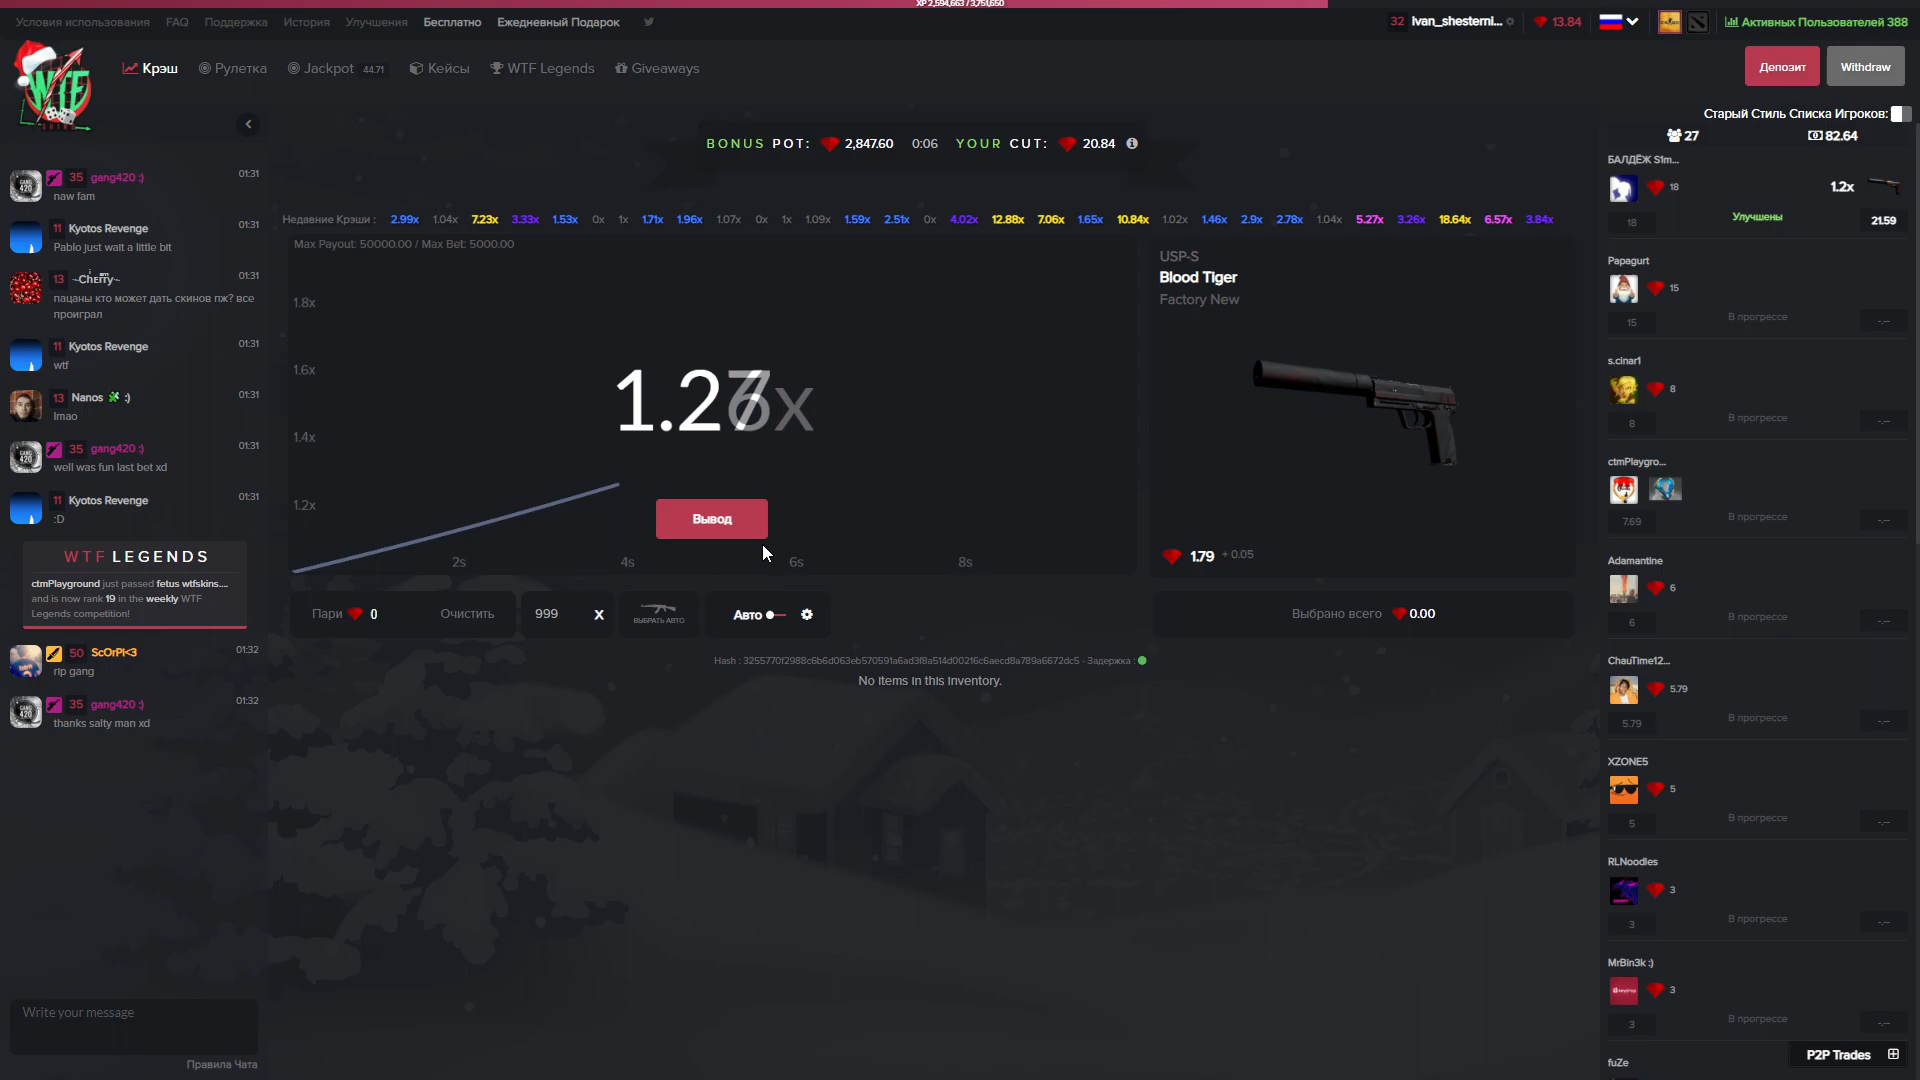 XP 2,594,663 / 3,751,650
Условия использования FAQ Поддержка История Улучшения Бесплатно Ежедневный Подарок
32 Ivan_shesterni... 13.84 Активных Пользователей 388
WTF
Крэш Рулетка Jackpot 44.71 Кейсы WTF Legends Giveaways
Депозит Withdraw
Старый Стиль Списка Игроков:
27 82.64
BONUS POT: 2,847.60 0:06 YOUR CUT: 20.84
Недавние Крэши : 2.99x 1.04x 7.23x 3.33x 1.53x 0x 1x 1.71x 1.96x 1.07x 0x 1x 1.09x 1.59x 2.51x 0x 4.02x 12.88x 7.06x 1.65x 10.84x 1.02x 1.46x 2.9x 2.78x 1.04x 5.27x 3.26x 18.64x 6.57x 3.84x
Max Payout: 50000.00 / Max Bet: 5000.00
1.8x
1.6x
1.4x
1.2x
2s 4s 6s 8s
Вывод
USP-S
Blood Tiger
Factory New
1.79 + 0.05
Пари 0 Очистить 999 X ВЫБРАТЬ АВТО Авто
Выбрано всего 0.00
Hash : 3255770f2988c6b6d063eb570591a6ad3f8a514d00216c6aecd8a789a6672dc5 - Задержка :
No items in this inventory.
35 gang420 :) 01:31
naw fam
11 Kyotos Revenge 01:31
Pablo just wait a little bit
13 01:31
пацаны кто может дать скинов пж? все
проиграл
11 Kyotos Revenge 01:31
wtf
13 Nanos :) 01:31
lmao
35 gang420 :) 01:31
well was fun last bet xd
11 Kyotos Revenge 01:31
:D
WTF LEGENDS
ctmPlayground just passed fetus wtfskins....
and is now rank 19 in the weekly WTF
Legends competition!
50 ScOrPi<3 01:32
rip gang
35 gang420 :) 01:32
thanks salty man xd
Write your message
Правила Чата
БАЛДЁЖ S1m...
18 1.2x
18 Улучшены 21.59
Papagurt
15
15 В прогрессе -.--
s.cinar1
8
8 В прогрессе -.--
ctmPlaygro...
7.69 В прогрессе -.--
Adamantine
6
6 В прогрессе -.--
ChauTime12...
5.79
5.79 В прогрессе -.--
XZONE5
5
5 В прогрессе -.--
RLNoodles
3
3 В прогрессе -.--
MrBin3k :)
3
3 В прогрессе -.--
fuZe
P2P Trades